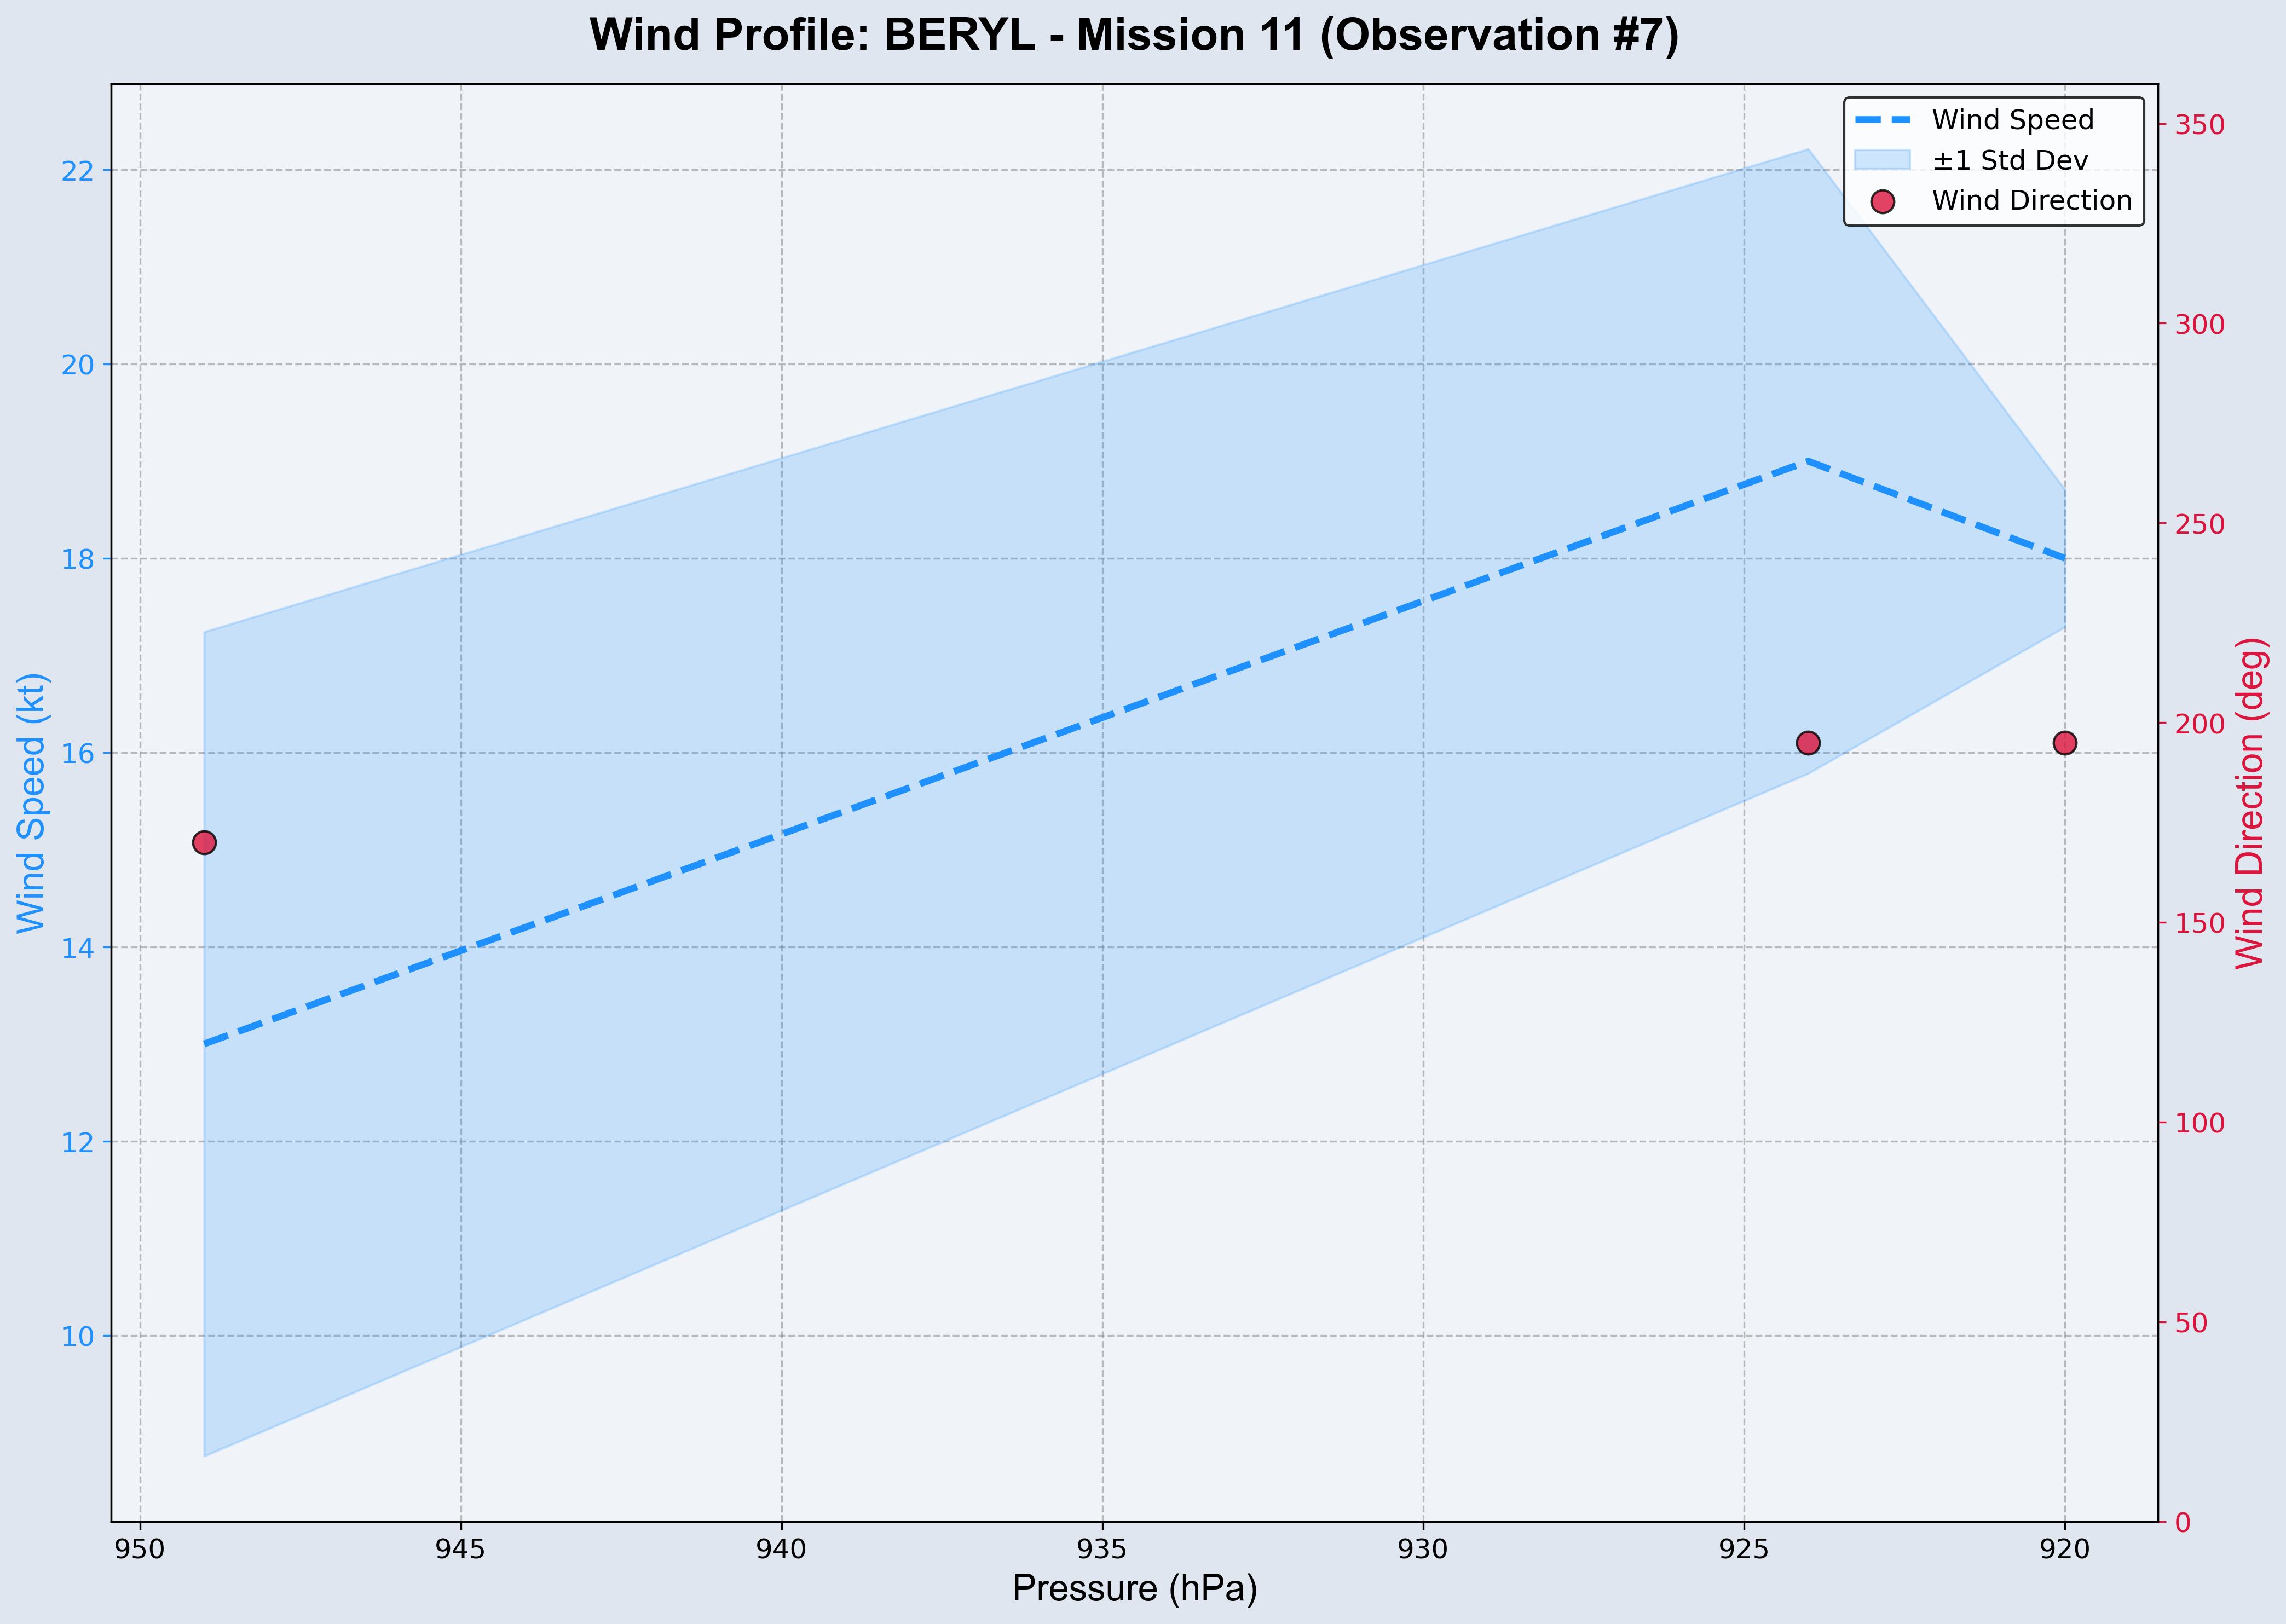 Wind Profile: BERYL - Mission 11 (Observation #7)
Wind Speed
±1 Std Dev
Wind Direction
Wind Speed (kt)
22
20
18
16
14
12
10
350
300
250
200
150
100
50
0
Wind Direction (deg)
950 945 940 935 930 925 920
Pressure (hPa)